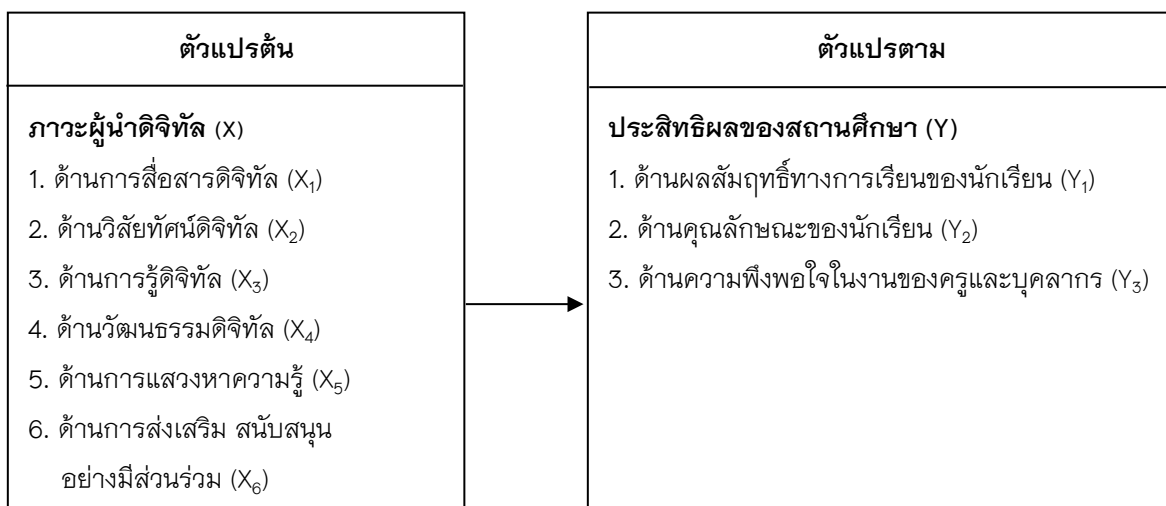 ตัวแปรต้น
ภาวะผู้นำดิจิทัล (X)
1. ด้านการสื่อสารดิจิทัล (X₁)
2. ด้านวิสัยทัศน์ดิจิทัล (X₂)
3. ด้านการรู้ดิจิทัล (X₃)
4. ด้านวัฒนธรรมดิจิทัล (X₄)
5. ด้านการแสวงหาความรู้ (X₅)
6. ด้านการส่งเสริม สนับสนุน
อย่างมีส่วนร่วม (X₆)
ตัวแปรตาม
ประสิทธิผลของสถานศึกษา (Y)
1. ด้านผลสัมฤทธิ์ทางการเรียนของนักเรียน (Y₁)
2. ด้านคุณลักษณะของนักเรียน (Y₂)
3. ด้านความพึงพอใจในงานของครูและบุคลากร (Y₃)